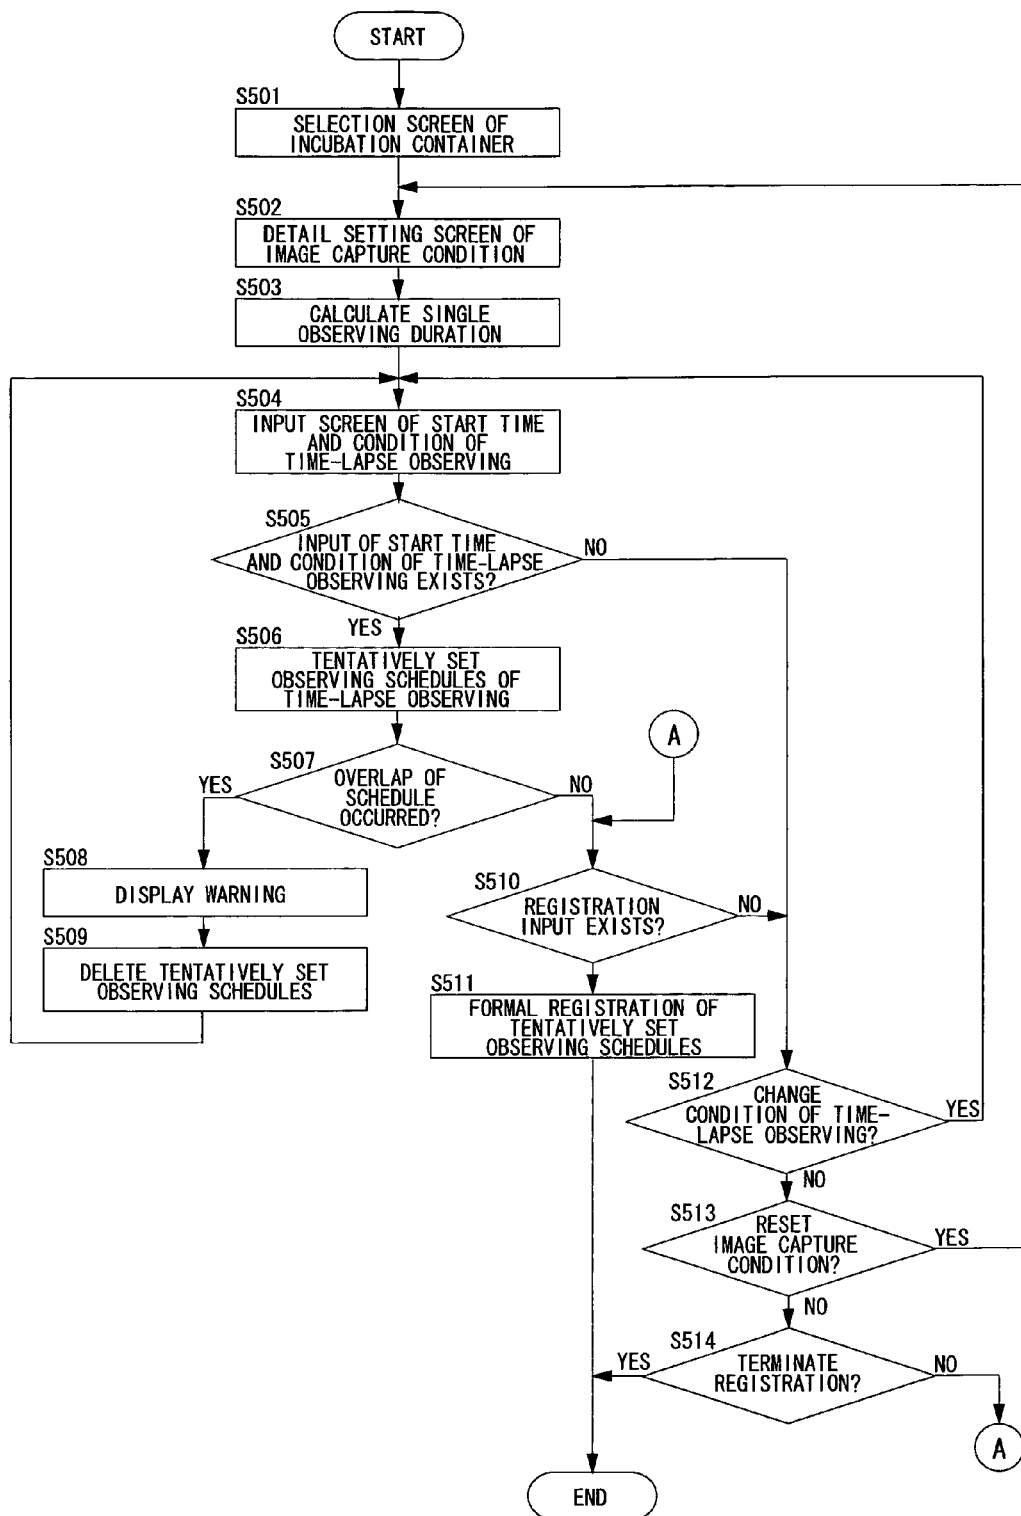 START
S501
SELECTION SCREEN OF
INCUBATION CONTAINER
S502
DETAIL SETTING SCREEN OF
IMAGE CAPTURE CONDITION
S503
CALCULATE SINGLE
OBSERVING DURATION
S504
INPUT SCREEN OF START TIME
AND CONDITION OF
TIME-LAPSE OBSERVING
S505
INPUT OF START TIME
AND CONDITION OF TIME-LAPSE
OBSERVING EXISTS?
NO
YES
S506
TENTATIVELY SET
OBSERVING SCHEDULES OF
TIME-LAPSE OBSERVING
A
S507
OVERLAP OF
SCHEDULE
OCCURRED?
YES
NO
S508
DISPLAY WARNING
S509
DELETE TENTATIVELY SET
OBSERVING SCHEDULES
S510
REGISTRATION
INPUT EXISTS?
NO
S511
FORMAL REGISTRATION OF
TENTATIVELY SET
OBSERVING SCHEDULES
S512
CHANGE
CONDITION OF TIME-
LAPSE OBSERVING?
YES
NO
S513
RESET
IMAGE CAPTURE
CONDITION?
YES
NO
S514
TERMINATE
REGISTRATION?
YES
NO
A
END